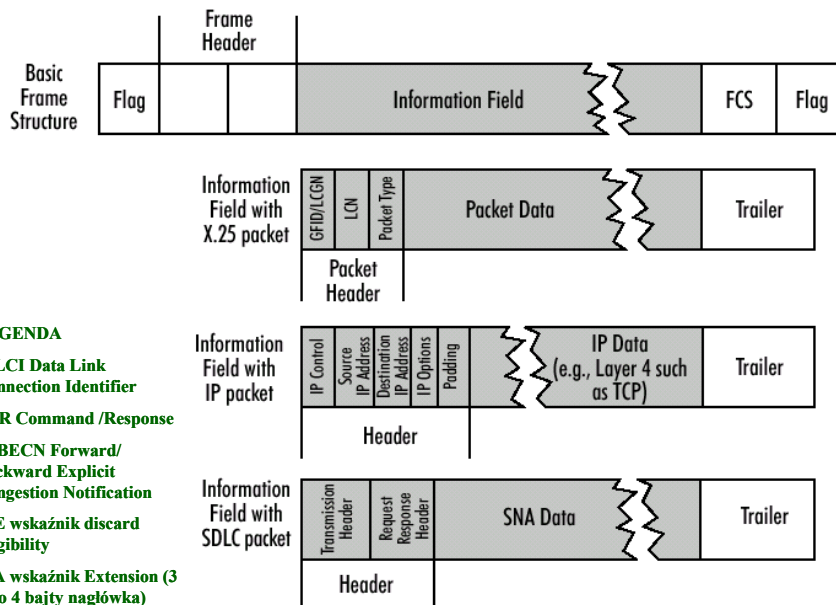 Frame
Header
Basic
Frame
Structure
Flag
Information Field
FCS
Flag
Information
Field with
X.25 packet
GFID/LCGN
LCN
Packet Type
Packet Data
Trailer
Packet
Header
GENDA
LCI Data Link
nnection Identifier
R Command /Response
BECN Forward/
ckward Explicit
ngestion Notification
E wskaźnik discard
gibility
A wskaźnik Extension (3
o 4 bajty nagłówka)
Information
Field with
IP packet
IP Control
Source
IP Address
Destination
IP Address
IP Options
Padding
IP Data
(e.g., Layer 4 such
as TCP)
Trailer
Header
Information
Field with
SDLC packet
Transmission
Header
Request
Response
Header
SNA Data
Trailer
Header